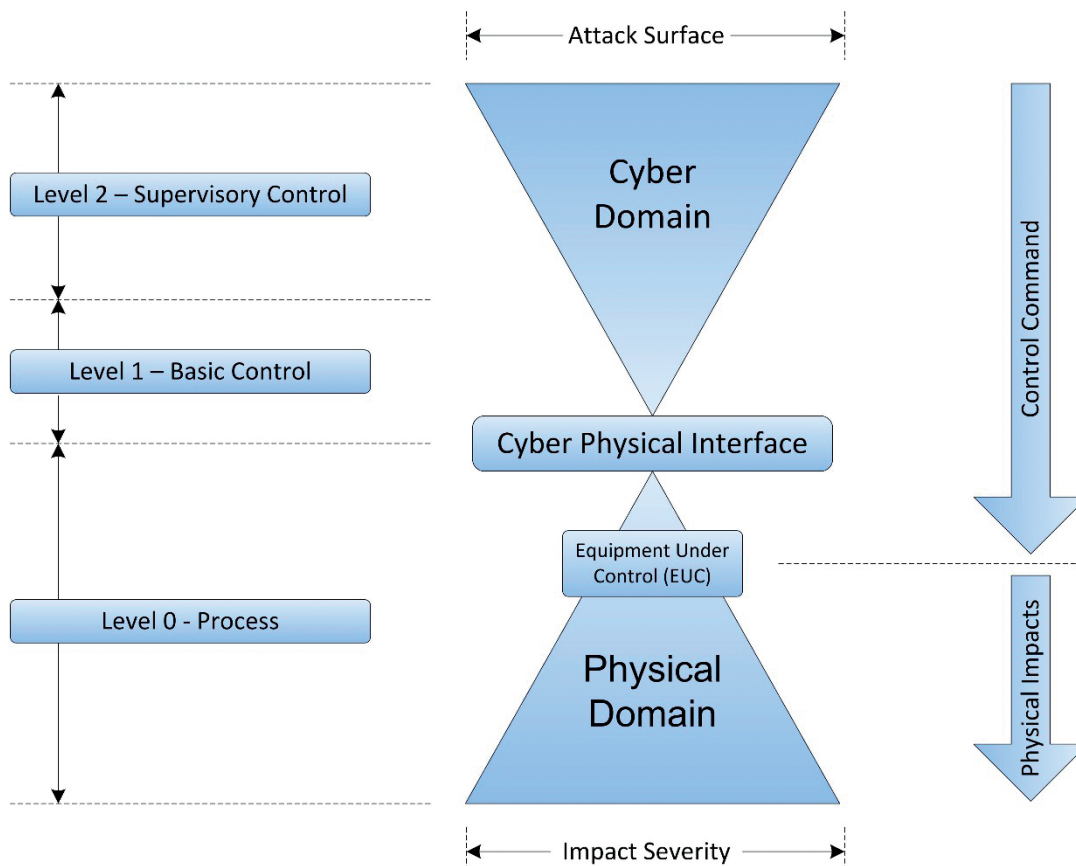 Attack Surface
Cyber
Domain
Level 2 – Supervisory Control
Control Command
Level 1 – Basic Control
Cyber Physical Interface
Equipment Under
Control (EUC)
Level 0 - Process
Physical
Domain
Physical Impacts
Impact Severity